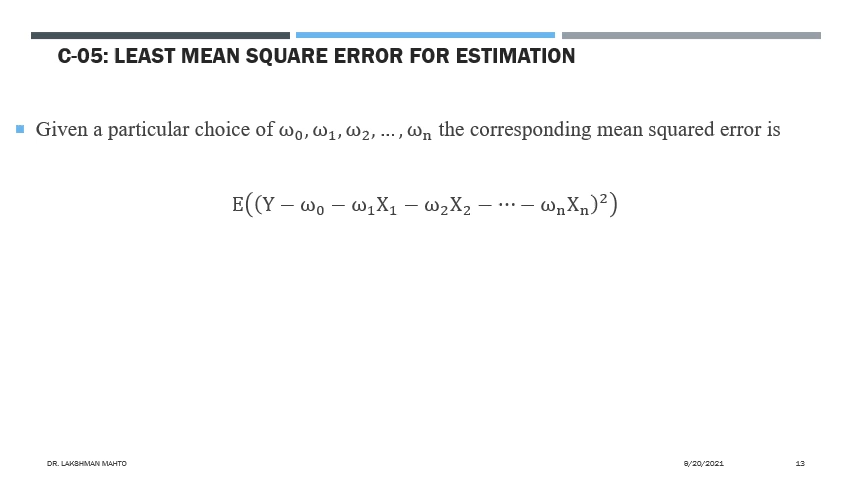 C-05: LEAST MEAN SQUARE ERROR FOR ESTIMATION
Given a particular choice of ω₀, ω₁, ω₂, … , ωₙ the corresponding mean squared error is
E((Y − ω₀ − ω₁X₁ − ω₂X₂ − ⋯ − ωₙXₙ)²)
DR. LAKSHMAN MAHTO 9/20/2021 13